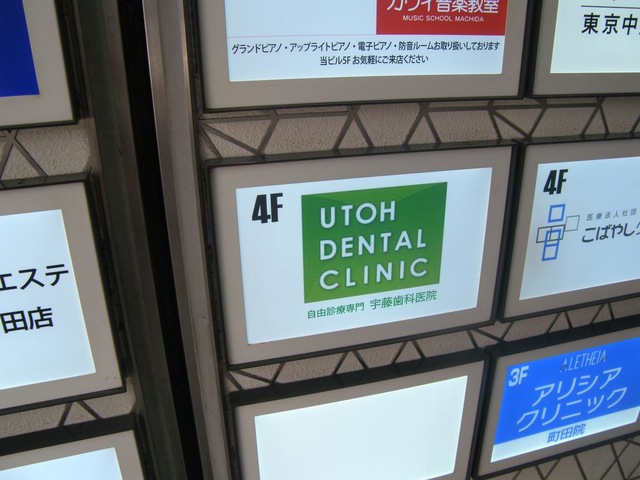 カワイ音楽教室
MUSIC SCHOOL MACHIDA
グランドピアノ・アップライトピアノ・電子ピアノ・防音ルームお取り扱いしております
当ビル5F お気軽にご来店ください
東京中
4F
UTOH
DENTAL
CLINIC
自由診療専門 宇藤歯科医院
4F
医療法人社団
こばやし
エステ
田店
3F
ALETHEIA
アリシア
クリニック
町田院